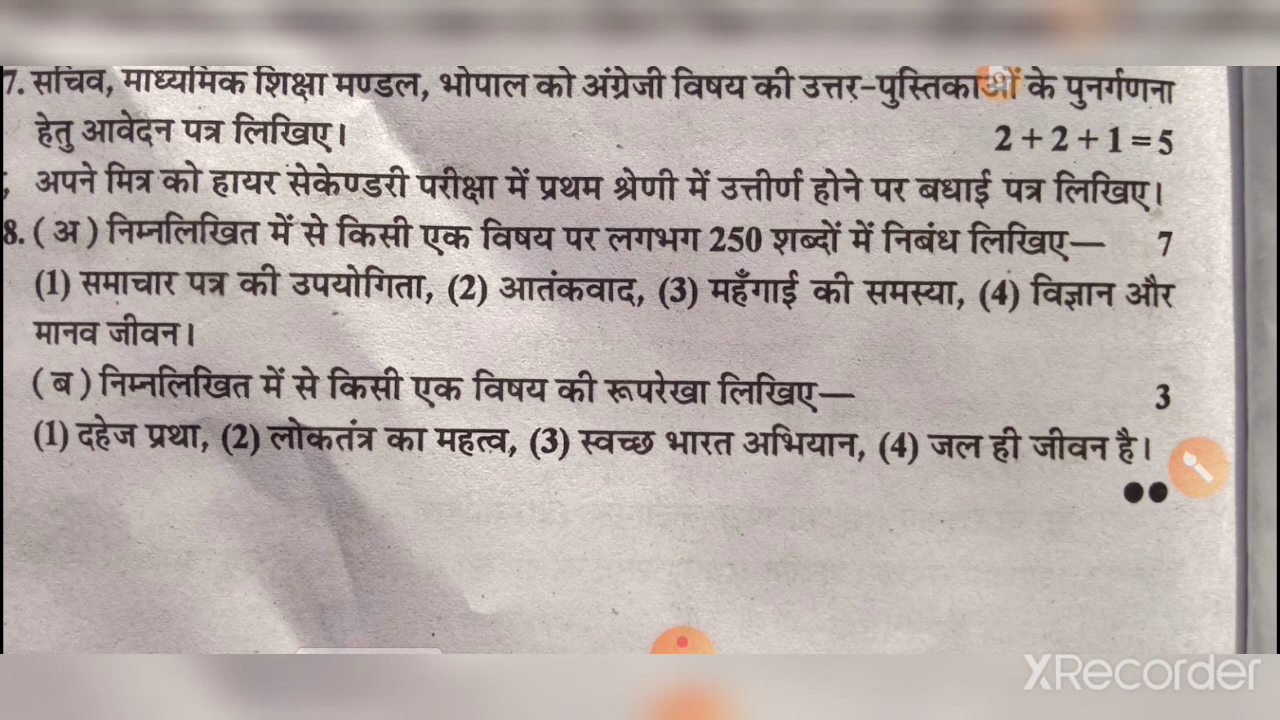 7. सचिव, माध्यमिक शिक्षा मण्डल, भोपाल को अंग्रेजी विषय की उत्तर-पुस्तिकाओं के पुनर्गणना
हेतु आवेदन पत्र लिखिए। 2 + 2 + 1 = 5
अपने मित्र को हायर सेकेण्डरी परीक्षा में प्रथम श्रेणी में उत्तीर्ण होने पर बधाई पत्र लिखिए।
8. ( अ ) निम्नलिखित में से किसी एक विषय पर लगभग 250 शब्दों में निबंध लिखिए— 7
(1) समाचार पत्र की उपयोगिता, (2) आतंकवाद, (3) महँगाई की समस्या, (4) विज्ञान और
मानव जीवन।
( ब ) निम्नलिखित में से किसी एक विषय की रूपरेखा लिखिए— 3
(1) दहेज प्रथा, (2) लोकतंत्र का महत्व, (3) स्वच्छ भारत अभियान, (4) जल ही जीवन है।
XRecorder